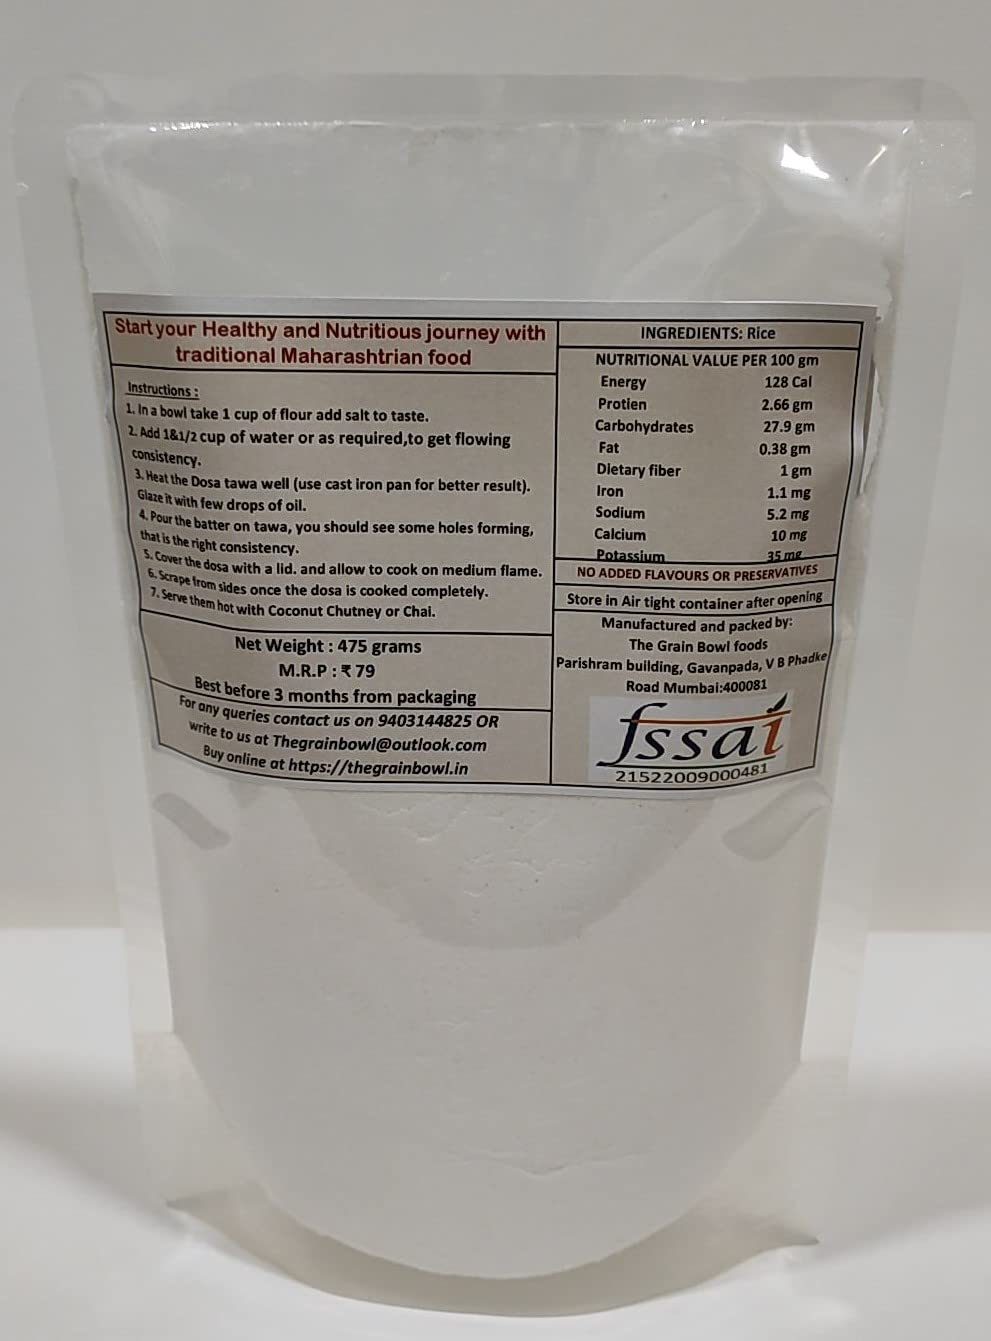 Start your Healthy and Nutritious journey with
traditional Maharashtrian food
Instructions :
1. In a bowl take 1 cup of flour add salt to taste.
2. Add 1&1/2 cup of water or as required,to get flowing
consistency.
3. Heat the Dosa tawa well (use cast iron pan for better result).
Glaze it with few drops of oil.
4. Pour the batter on tawa, you should see some holes forming,
that is the right consistency.
5. Cover the dosa with a lid. and allow to cook on medium flame.
6. Scrape from sides once the dosa is cooked completely.
7. Serve them hot with Coconut Chutney or Chai.
Net Weight : 475 grams
M.R.P : ₹ 79
Best before 3 months from packaging
For any queries contact us on 9403144825 OR
write to us at Thegrainbowl@outlook.com
Buy online at https://thegrainbowl.in
INGREDIENTS: Rice
NUTRITIONAL VALUE PER 100 gm
Energy 128 Cal
Protien 2.66 gm
Carbohydrates 27.9 gm
Fat 0.38 gm
Dietary fiber 1 gm
Iron 1.1 mg
Sodium 5.2 mg
Calcium 10 mg
Potassium 35 mg
NO ADDED FLAVOURS OR PRESERVATIVES
Store in Air tight container after opening
Manufactured and packed by:
The Grain Bowl foods
Parishram building, Gavanpada, V B Phadke
Road Mumbai:400081
fssai
21522009000481